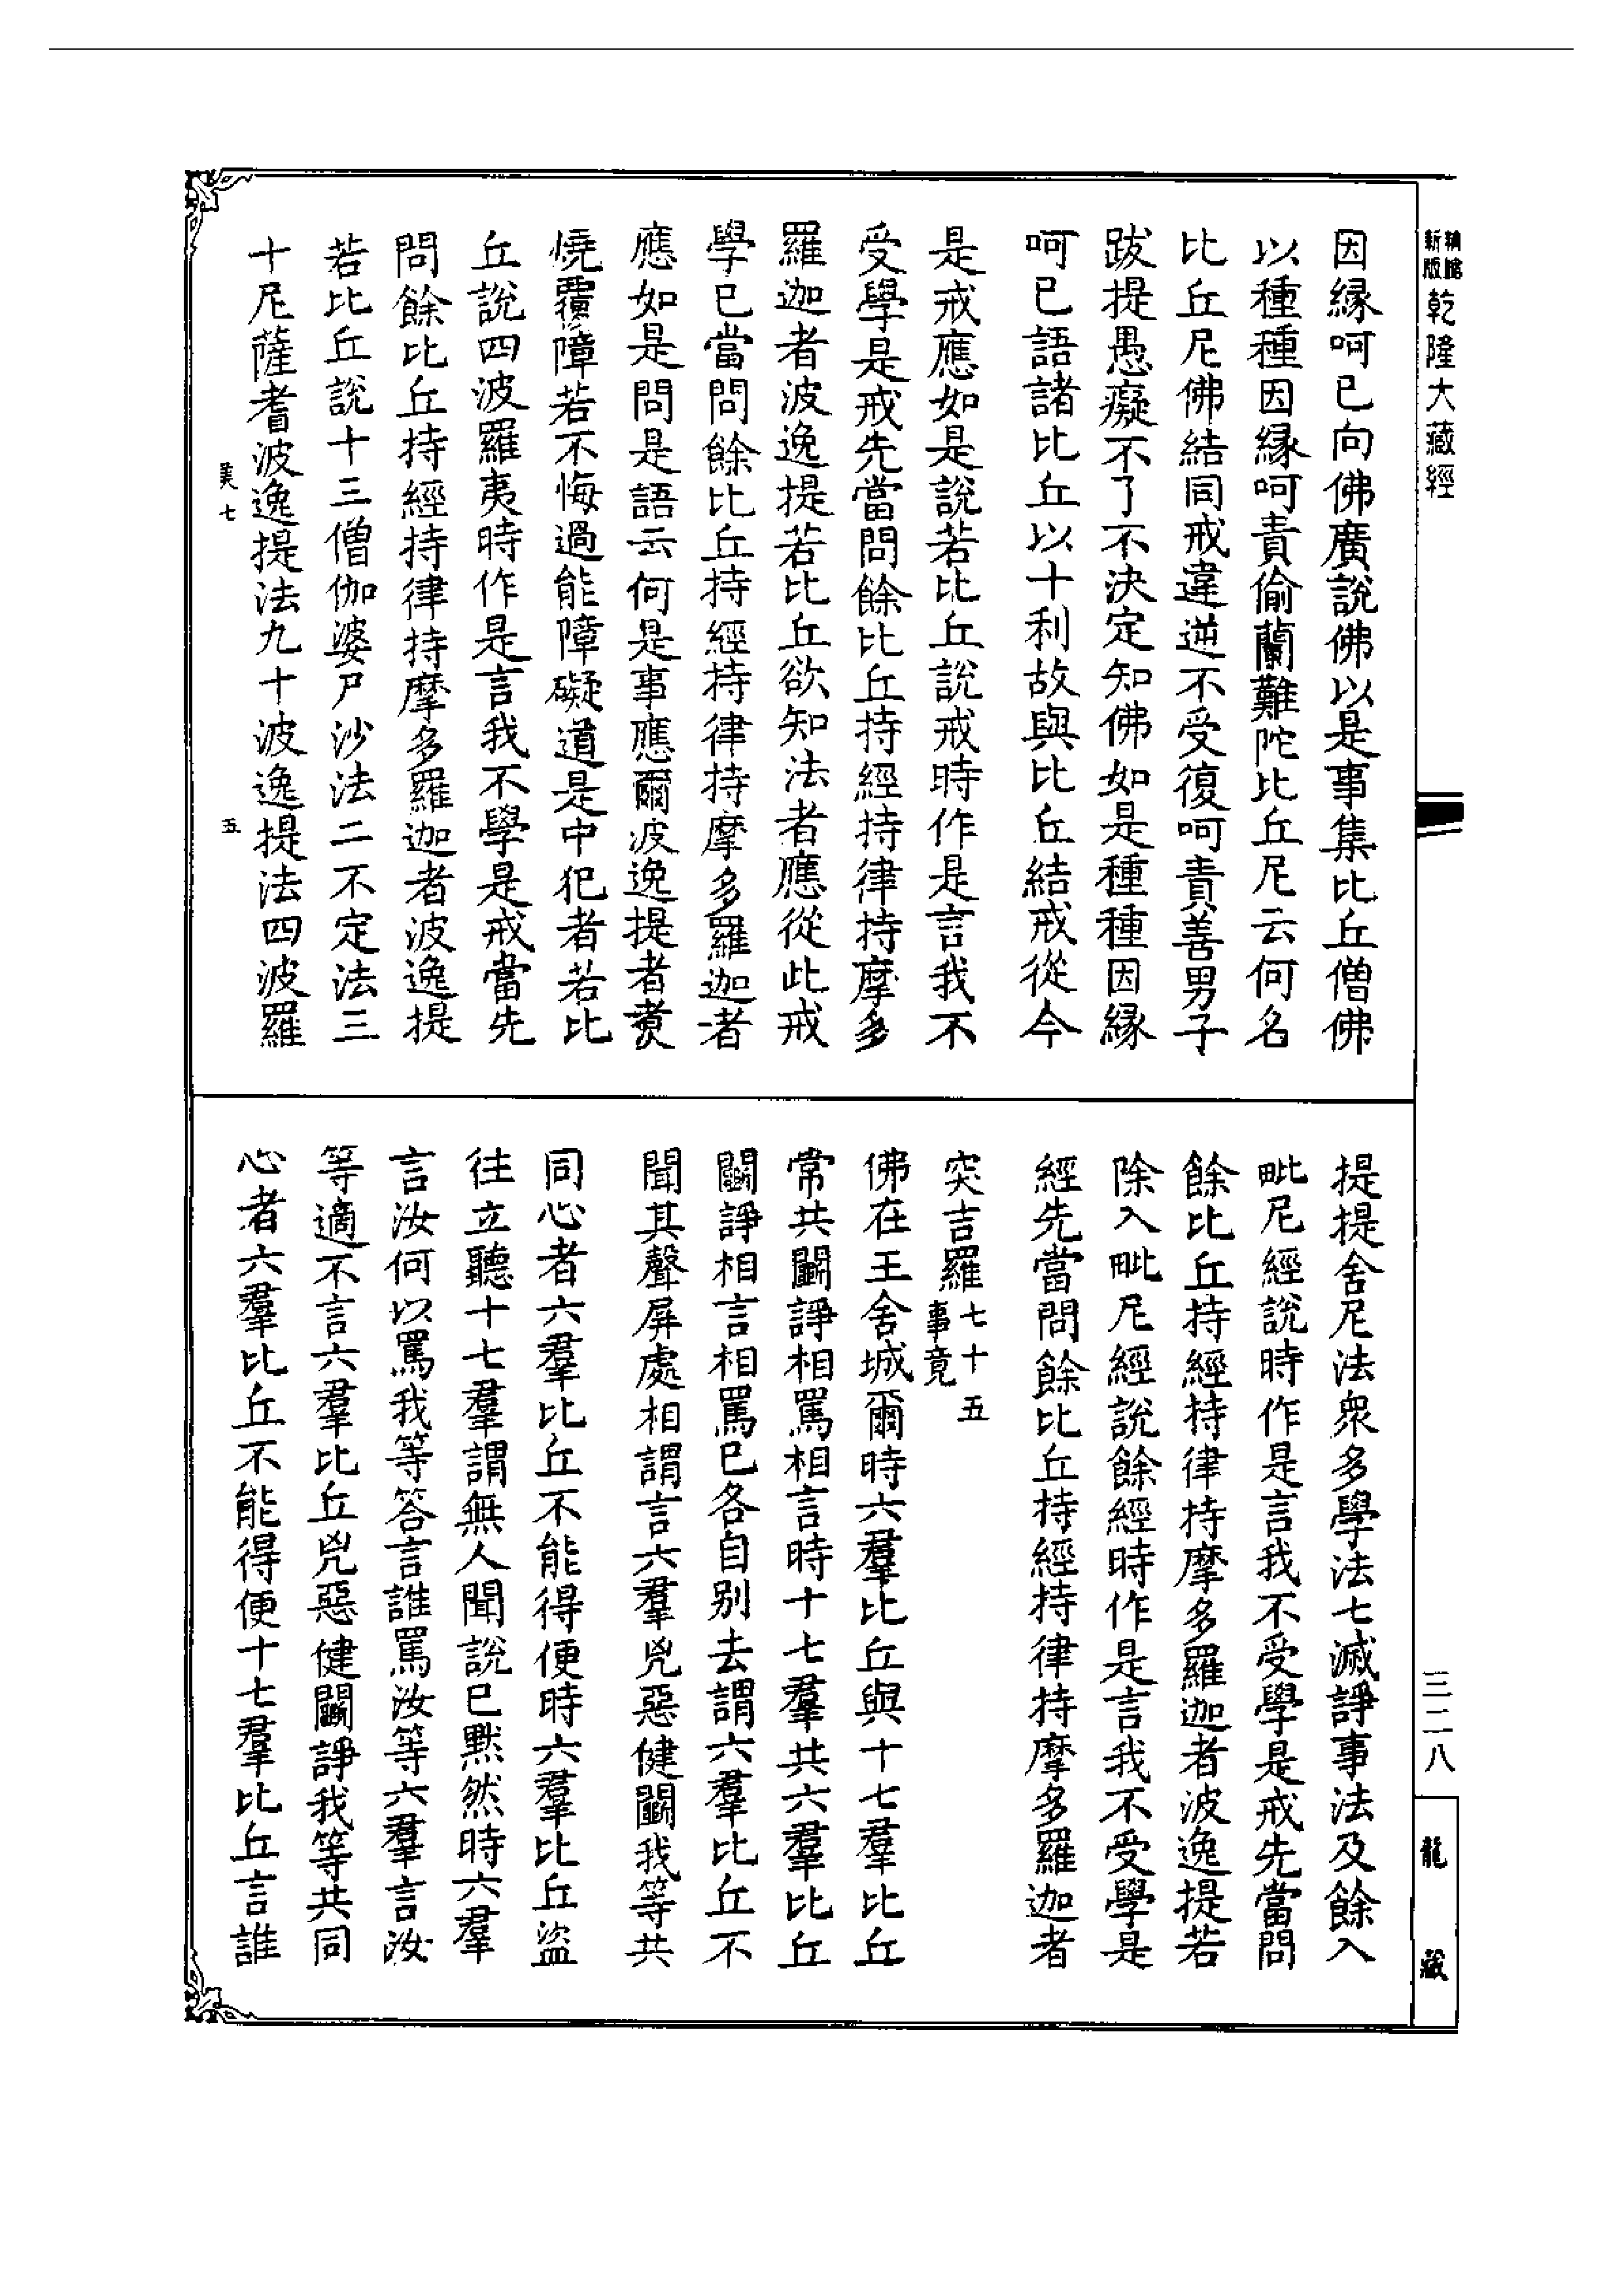 新版
乾隆大藏經
因緣呵已向佛廣說佛以是事集比丘僧佛
以種種因緣呵責偷蘭難陀比丘尼云何名
比丘尼佛結同戒違逆不受復呵責善男子
跋提愚癡不了不決定知佛如是種種因緣
呵已語諸比丘以十利故與比丘結戒從今
是戒應如是說若比丘說戒時作是言我不
受學是戒先當問餘比丘持經持律持摩多
羅迦者波逸提若比丘欲知法者應從此戒
學已當問餘比丘持經持律持摩多羅迦者
應如是問是語云何是事應爾波逸提者煑
燒覆障若不悔過能障礙道是中犯者若比
丘說四波羅夷時作是言我不學是戒當先
問餘比丘持經持律持摩多羅迦者波逸提
若比丘說十三僧伽婆尸沙法二不定法三
十尼薩耆波逸提法九十波逸提法四波羅
七
五
提提舍尼法衆多學法七滅諍事法及餘入
毗尼經說時作是言我不受學是戒先當問
餘比丘持經持律持摩多羅迦者波逸提若
除入毗尼經說餘經時作是言我不受學是
經先當問餘比丘持經持律持摩多羅迦者
突吉羅七十五事竟
佛在王舍城爾時六羣比丘與十七羣比丘
常共鬭諍相罵相言時十七羣共六羣比丘
鬭諍相言相罵已各自別去謂六羣比丘不
聞其聲屏處相謂言六羣兇惡健鬭我等共
同心者六羣比丘不能得便時六羣比丘盜
往立聽十七羣謂無人聞說已默然時六羣
言汝何以罵我等答言誰罵汝等六羣言汝
等適不言六羣比丘兇惡健鬭諍我等共同
心者六羣比丘不能得便十七羣比丘言誰
三二八
龍藏